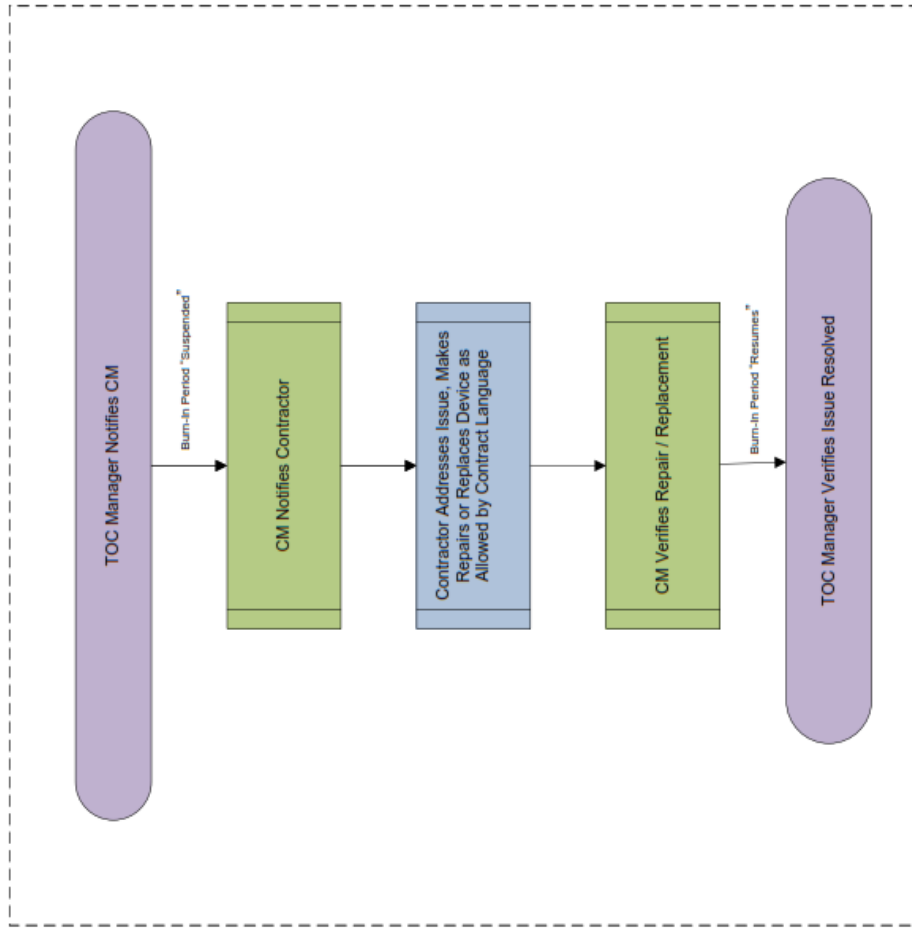 TOC Manager Notifies CM
Burn-In Period "Suspended"
CM Notifies Contractor
Contractor Addresses Issue, Makes
Repairs or Replaces Device as
Allowed by Contract Language
CM Verifies Repair / Replacement
Burn-In Period "Resumes"
TOC Manager Verifies Issue Resolved